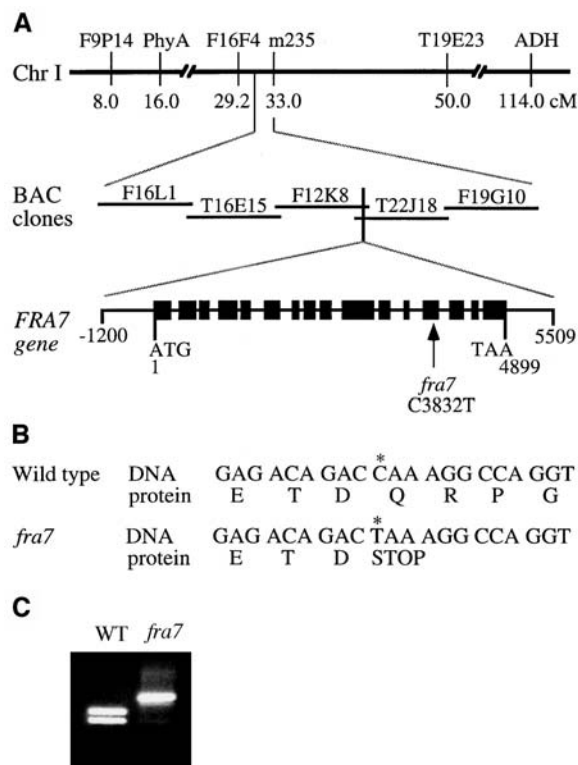 A
F9P14 PhyA F16F4 m235 T19E23 ADH
Chr I
8.0 16.0 29.2 33.0 50.0 114.0 cM
BAC clones
F16L1 T16E15 F12K8 T22J18 F19G10
FRA7 gene
-1200 5509
ATG TAA
1 4899
fra7
C3832T
B
Wild type DNA GAG ACA GAC CAA AGG CCA GGT
*
protein E T D Q R P G
fra7 DNA GAG ACA GAC TAA AGG CCA GGT
*
protein E T D STOP
C
WT fra7